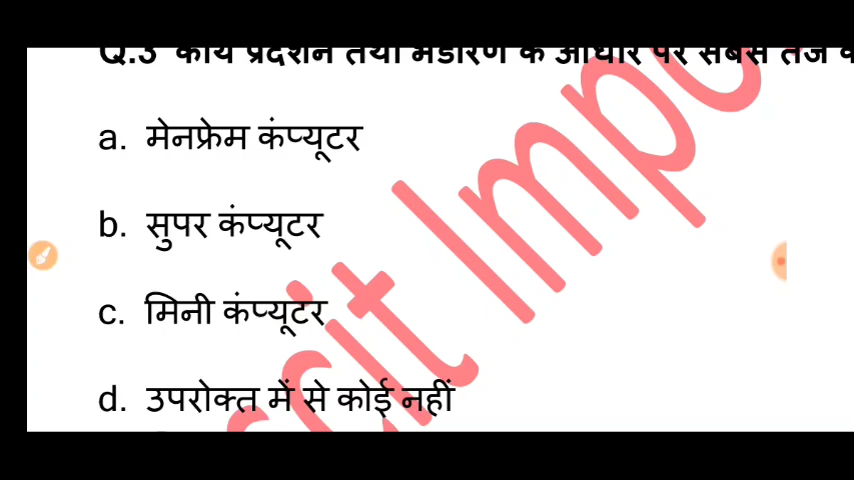 Q.3 कार्य प्रदर्शन तथा भंडारण के आधार पर सबसे तेज
a. मेनफ्रेम कंप्यूटर
b. सुपर कंप्यूटर
c. मिनी कंप्यूटर
d. उपरोक्त में से कोई नहीं